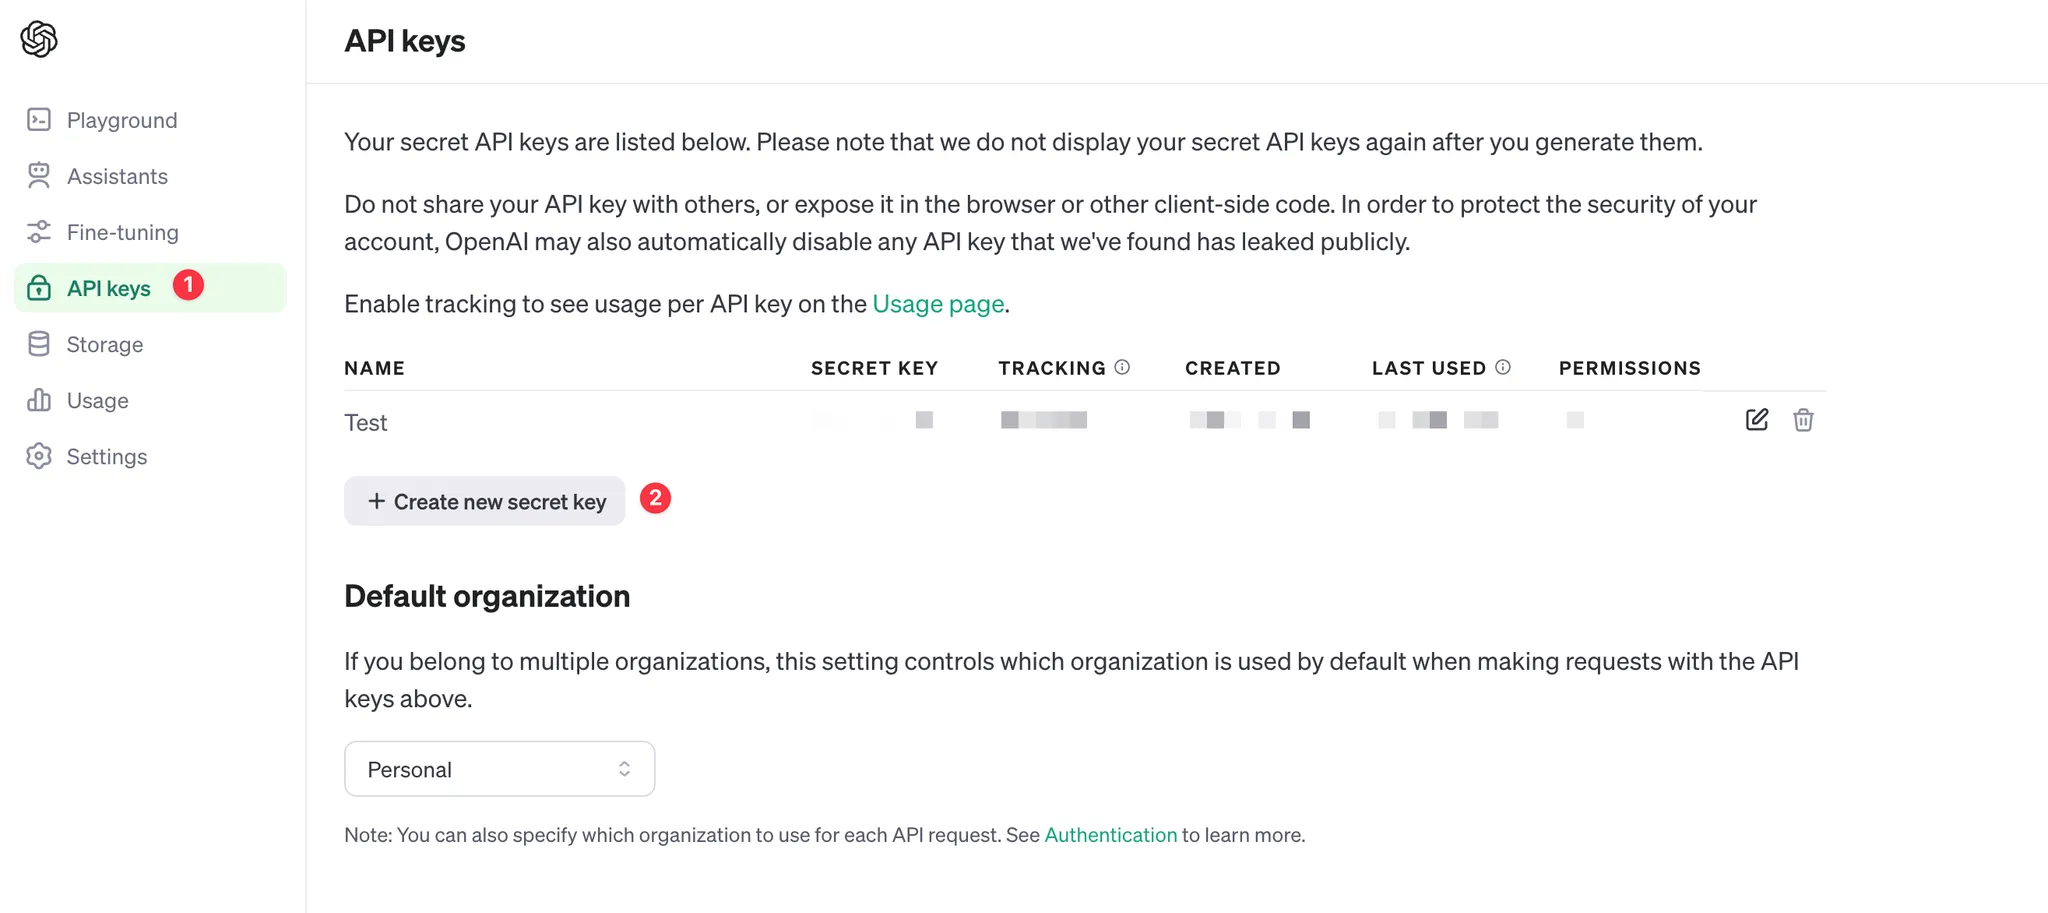 API keys
Playground
Assistants
Fine-tuning
API keys 1
Storage
Usage
Settings
Your secret API keys are listed below. Please note that we do not display your secret API keys again after you generate them.
Do not share your API key with others, or expose it in the browser or other client-side code. In order to protect the security of your
account, OpenAI may also automatically disable any API key that we've found has leaked publicly.
Enable tracking to see usage per API key on the Usage page.
NAME SECRET KEY TRACKING CREATED LAST USED PERMISSIONS
Test
+ Create new secret key 2
Default organization
If you belong to multiple organizations, this setting controls which organization is used by default when making requests with the API
keys above.
Personal
Note: You can also specify which organization to use for each API request. See Authentication to learn more.